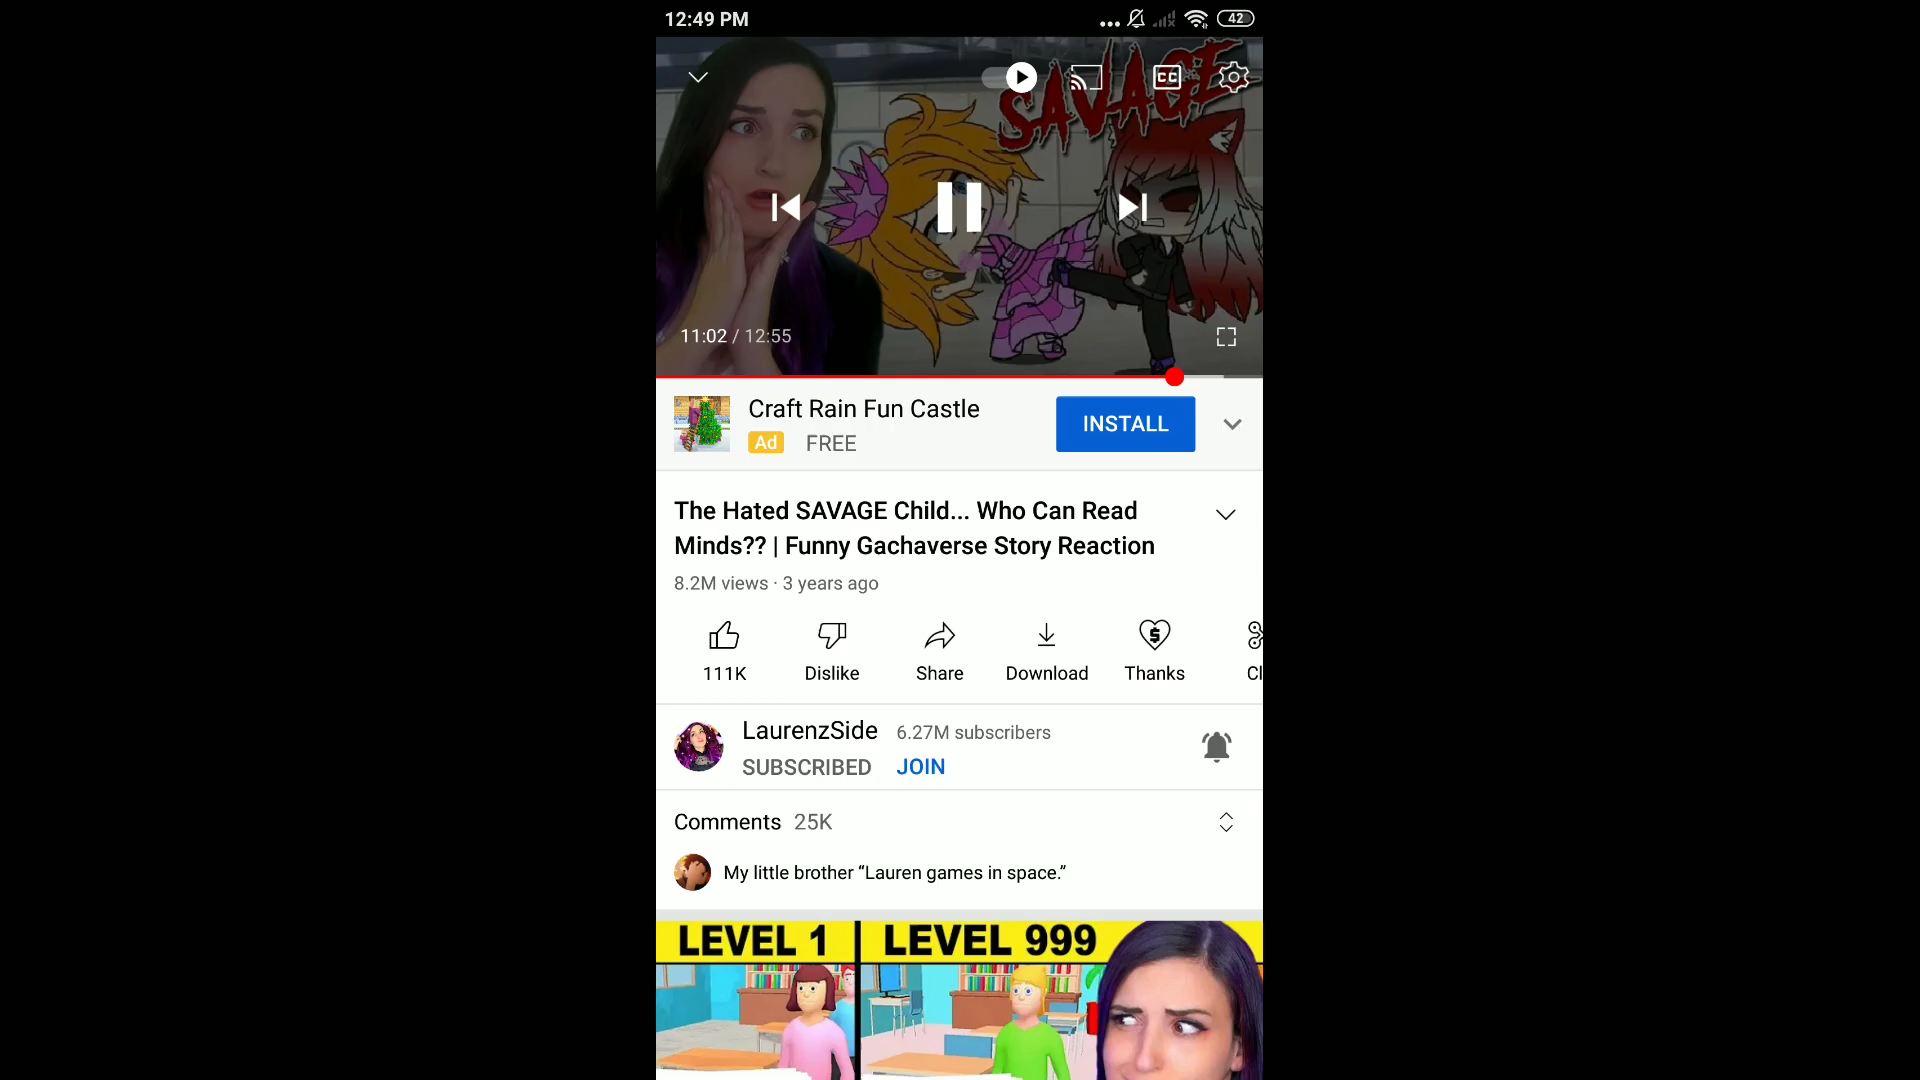 12:49 PM
42
CC
SAVAGE
11:02 / 12:55
Craft Rain Fun Castle
Ad FREE
INSTALL
The Hated SAVAGE Child... Who Can Read
Minds?? | Funny Gachaverse Story Reaction
8.2M views · 3 years ago
111K
Dislike
Share
Download
Thanks
Cl
LaurenzSide 6.27M subscribers
SUBSCRIBED JOIN
Comments 25K
My little brother “Lauren games in space.”
LEVEL 1
LEVEL 999